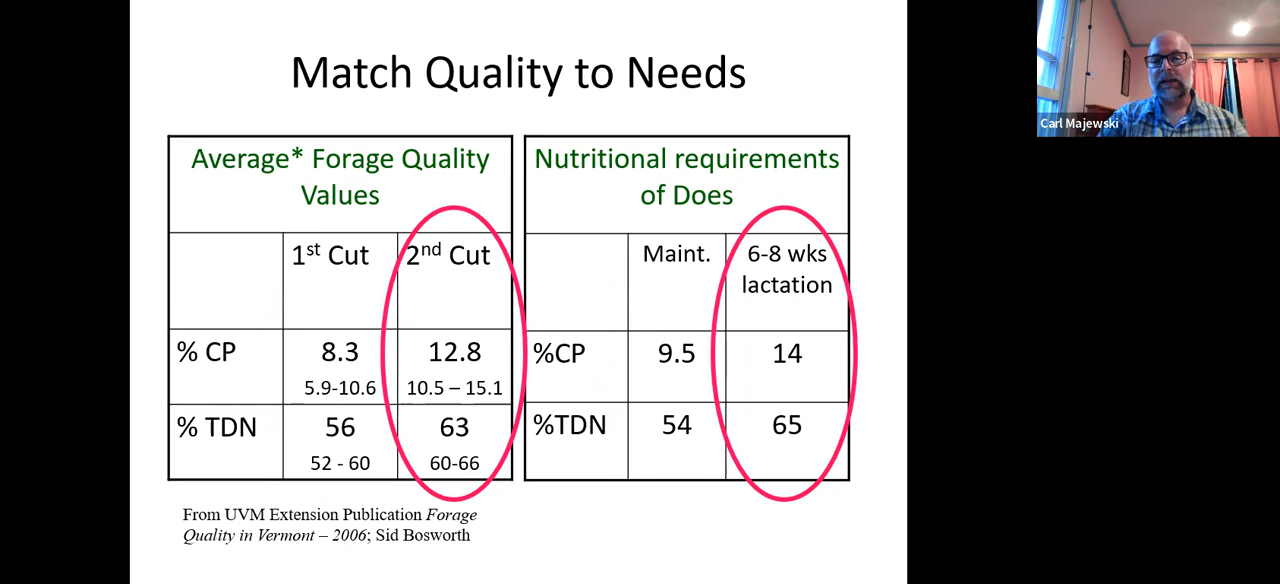 Match Quality to Needs
Average* Forage Quality
Values
1st Cut
2nd Cut
% CP
8.3
5.9-10.6
12.8
10.5 – 15.1
% TDN
56
52 - 60
63
60-66
Nutritional requirements
of Does
Maint.
6-8 wks
lactation
%CP
9.5
14
%TDN
54
65
From UVM Extension Publication Forage
Quality in Vermont – 2006; Sid Bosworth
Carl Majewski